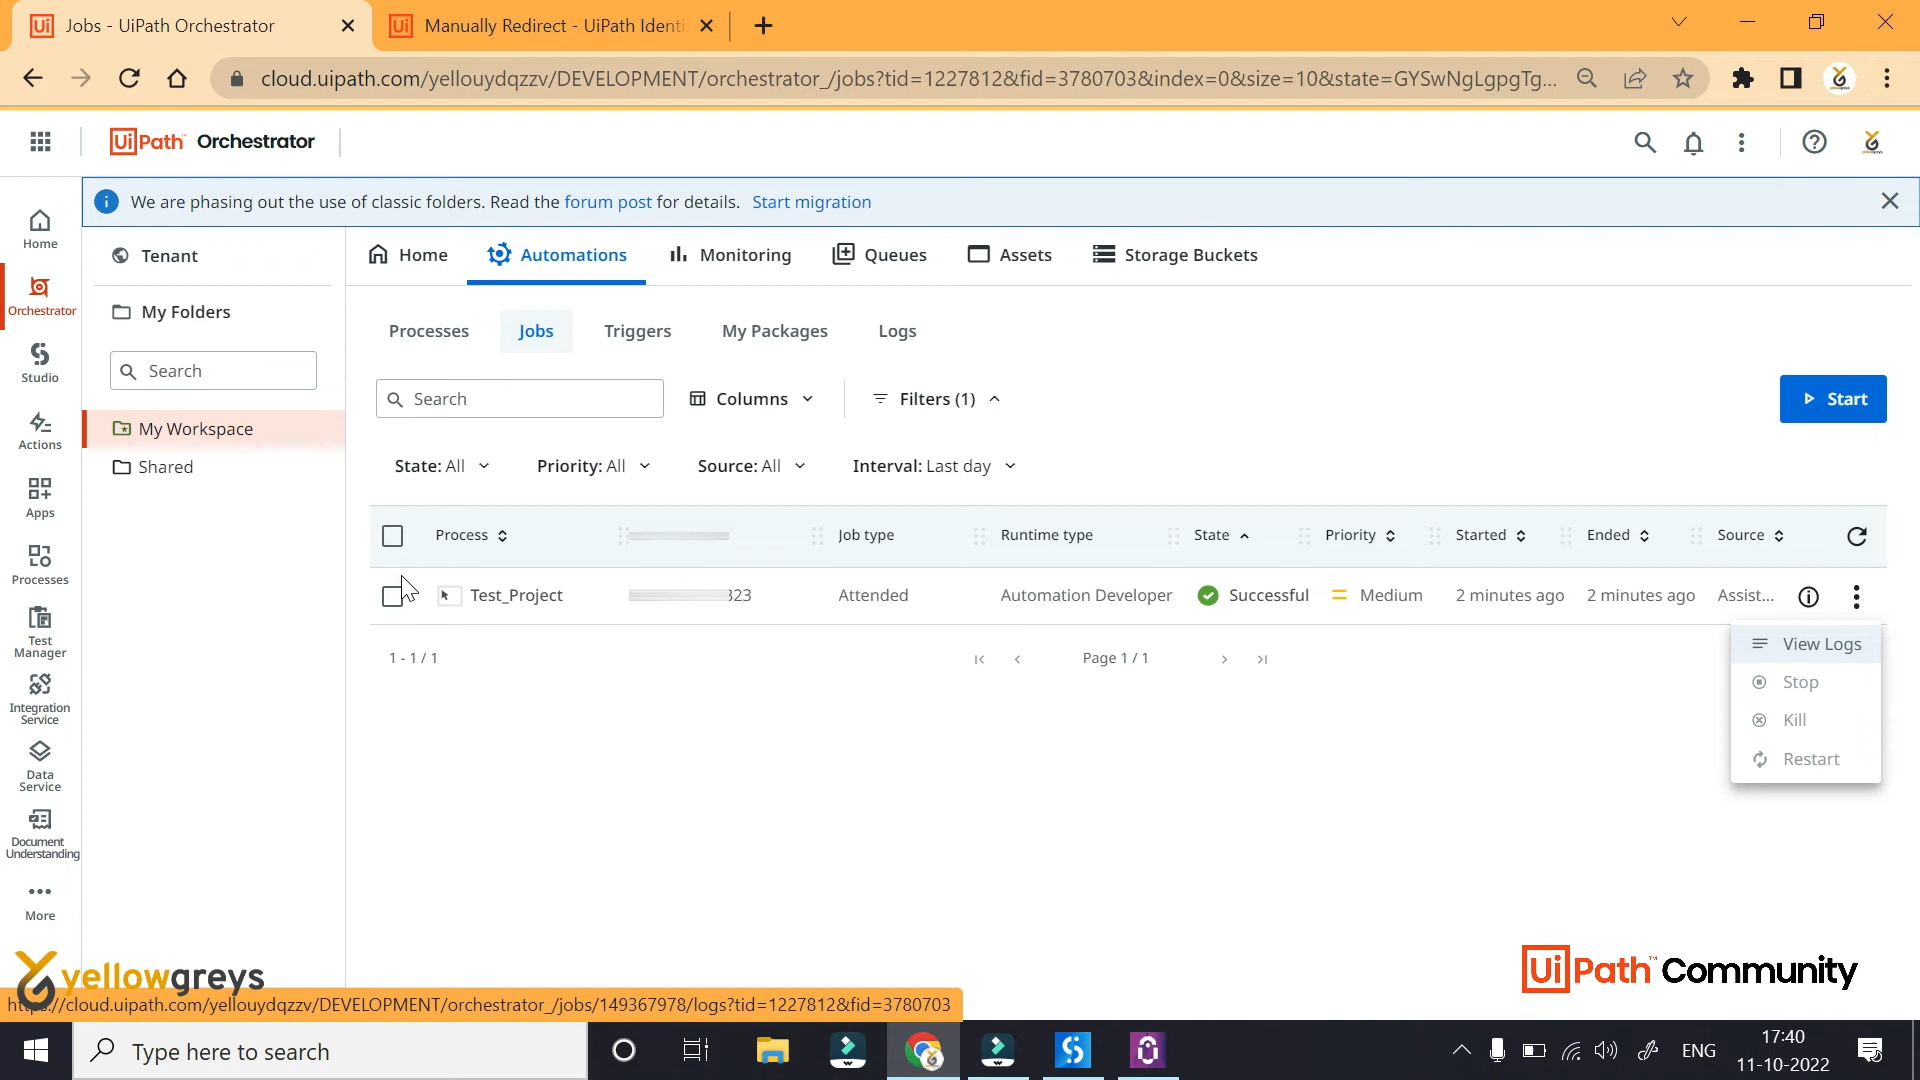 Jobs - UiPath Orchestrator
Manually Redirect - UiPath Identi
cloud.uipath.com/yellouydqzzv/DEVELOPMENT/orchestrator_/jobs?tid=1227812&fid=3780703&index=0&size=10&state=GYSwNgLgpgTg...
UiPath Orchestrator
We are phasing out the use of classic folders. Read the forum post for details. Start migration
Home
Orchestrator
Studio
Actions
Apps
Processes
Test
Manager
Integration
Service
Data
Service
Document
Understanding
More
Tenant
My Folders
Search
My Workspace
Shared
Home Automations Monitoring Queues Assets Storage Buckets
Processes Jobs Triggers My Packages Logs
Search Columns Filters (1) Start
State: All Priority: All Source: All Interval: Last day
Process Job type Runtime type State Priority Started Ended Source
Test_Project 323 Attended Automation Developer Successful Medium 2 minutes ago 2 minutes ago Assist...
1 - 1 / 1 Page 1 / 1
View Logs
Stop
Kill
Restart
yellowgreys
UiPath™ Community
https://cloud.uipath.com/yellouydqzzv/DEVELOPMENT/orchestrator_/jobs/149367978/logs?tid=1227812&fid=3780703
Type here to search
ENG
17:40
11-10-2022